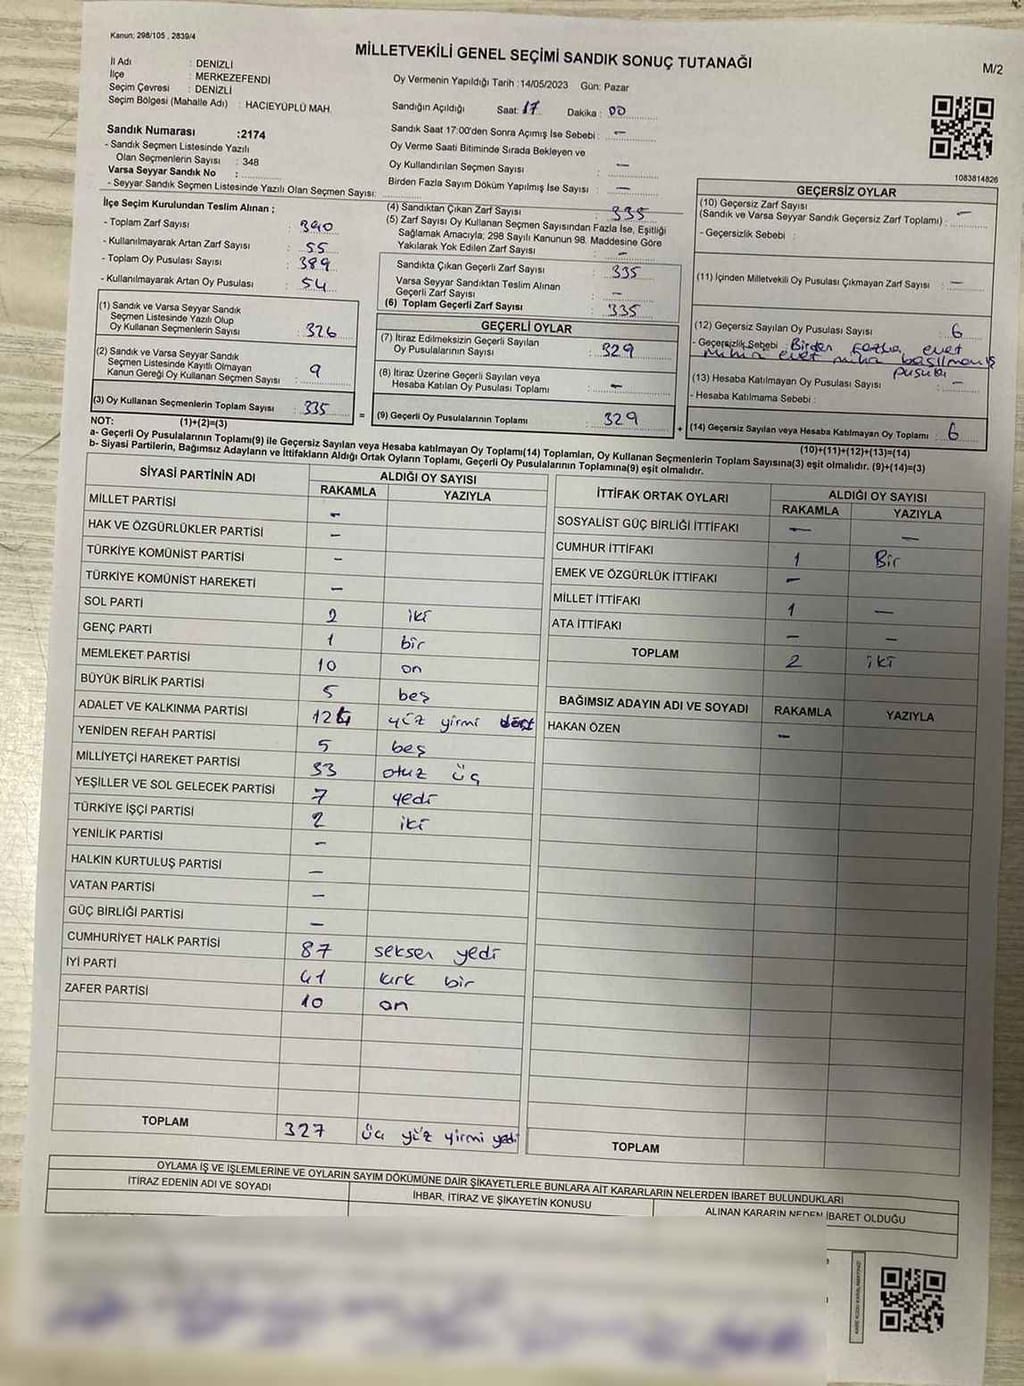 Kanun: 298/105 , 2839/4
MİLLETVEKİLİ GENEL SEÇİMİ SANDIK SONUÇ TUTANAĞI
M/2
İl Adı : DENİZLİ
İlçe : MERKEZEFENDİ
Seçim Çevresi : DENİZLİ
Seçim Bölgesi (Mahalle Adı) : HACIEYÜPLÜ MAH.
Oy Vermenin Yapıldığı Tarih :14/05/2023 Gün: Pazar
Sandığın Açıldığı Saat: 17 Dakika : 00
Sandık Saat 17:00'den Sonra Açılmış İse Sebebi : —
Oy Verme Saati Bitiminde Sırada Bekleyen ve
Oy Kullandırılan Seçmen Sayısı : —
Birden Fazla Sayım Döküm Yapılmış İse Sayısı : —
1083814826
Sandık Numarası :2174
- Sandık Seçmen Listesinde Yazılı
Olan Seçmenlerin Sayısı : 348
Varsa Seyyar Sandık No :
- Seyyar Sandık Seçmen Listesinde Yazılı Olan Seçmen Sayısı:
İlçe Seçim Kurulundan Teslim Alınan ;
- Toplam Zarf Sayısı : 390
- Kullanılmayarak Artan Zarf Sayısı : 55
- Toplam Oy Pusulası Sayısı : 389
- Kullanılmayarak Artan Oy Pusulası : 54
(1) Sandık ve Varsa Seyyar Sandık
Seçmen Listesinde Yazılı Olup
Oy Kullanan Seçmenlerin Sayısı : 326
(2) Sandık ve Varsa Seyyar Sandık
Seçmen Listesinde Kayıtlı Olmayan
Kanun Gereği Oy Kullanan Seçmen Sayısı : 9
(3) Oy Kullanan Seçmenlerin Toplam Sayısı : 335
(1)+(2)=(3)
(4) Sandıktan Çıkan Zarf Sayısı : 335
(5) Zarf Sayısı Oy Kullanan Seçmen Sayısından Fazla İse, Eşitliği
Sağlamak Amacıyla; 298 Sayılı Kanunun 98. Maddesine Göre
Yakılarak Yok Edilen Zarf Sayısı : —
Sandıkta Çıkan Geçerli Zarf Sayısı : 335
Varsa Seyyar Sandıktan Teslim Alınan
Geçerli Zarf Sayısı : —
(6) Toplam Geçerli Zarf Sayısı : 335
GEÇERLİ OYLAR
(7) İtiraz Edilmeksizin Geçerli Sayılan
Oy Pusulalarının Sayısı : 329
(8) İtiraz Üzerine Geçerli Sayılan veya
Hesaba Katılan Oy Pusulası Toplamı : —
= (9) Geçerli Oy Pusulalarının Toplamı : 329
GEÇERSİZ OYLAR
(10) Geçersiz Zarf Sayısı
(Sandık ve Varsa Seyyar Sandık Geçersiz Zarf Toplamı) : —
- Geçersizlik Sebebi :
(11) İçinden Milletvekili Oy Pusulası Çıkmayan Zarf Sayısı : —
(12) Geçersiz Sayılan Oy Pusulası Sayısı : 6
- Geçersizlik Sebebi : Birden Fazla evet
mühür evet mühür basılmamış
pusula
(13) Hesaba Katılmayan Oy Pusulası Sayısı : —
- Hesaba Katılmama Sebebi :
+ (14) Geçersiz Sayılan veya Hesaba Katılmayan Oy Toplamı : 6
(10)+(11)+(12)+(13)=(14)
NOT:
a- Geçerli Oy Pusulalarının Toplamı(9) ile Geçersiz Sayılan veya Hesaba katılmayan Oy Toplamı(14) Toplamları, Oy Kullanan Seçmenlerin Toplam Sayısına(3) eşit olmalıdır. (9)+(14)=(3)
b- Siyasi Partilerin, Bağımsız Adayların ve İttifakların Aldığı Ortak Oyların Toplamı, Geçerli Oy Pusulalarının Toplamına(9) eşit olmalıdır.
SİYASİ PARTİNİN ADI ALDIĞI OY SAYISI
RAKAMLA YAZIYLA
MİLLET PARTİSİ —
HAK VE ÖZGÜRLÜKLER PARTİSİ —
TÜRKİYE KOMÜNİST PARTİSİ —
TÜRKİYE KOMÜNİST HAREKETİ —
SOL PARTİ 2 iki
GENÇ PARTİ 1 bir
MEMLEKET PARTİSİ 10 on
BÜYÜK BİRLİK PARTİSİ 5 beş
ADALET VE KALKINMA PARTİSİ 124 yüz yirmi dört
YENİDEN REFAH PARTİSİ 5 beş
MİLLİYETÇİ HAREKET PARTİSİ 33 otuz üç
YEŞİLLER VE SOL GELECEK PARTİSİ 7 yedi
TÜRKİYE İŞÇİ PARTİSİ 2 iki
YENİLİK PARTİSİ —
HALKIN KURTULUŞ PARTİSİ —
VATAN PARTİSİ —
GÜÇ BİRLİĞİ PARTİSİ —
CUMHURİYET HALK PARTİSİ 87 seksen yedi
İYİ PARTİ 41 kırk bir
ZAFER PARTİSİ 10 on
TOPLAM 327 üç yüz yirmi yedi
İTTİFAK ORTAK OYLARI ALDIĞI OY SAYISI
RAKAMLA YAZIYLA
SOSYALİST GÜÇ BİRLİĞİ İTTİFAKI — —
CUMHUR İTTİFAKI 1 Bir
EMEK VE ÖZGÜRLÜK İTTİFAKI —
MİLLET İTTİFAKI 1 —
ATA İTTİFAKI — —
TOPLAM 2 iki
BAĞIMSIZ ADAYIN ADI VE SOYADI RAKAMLA YAZIYLA
HAKAN ÖZEN —
TOPLAM
OYLAMA İŞ VE İŞLEMLERİNE VE OYLARIN SAYIM DÖKÜMÜNE DAİR ŞİKAYETLERLE BUNLARA AİT KARARLARIN NELERDEN İBARET BULUNDUKLARI
İTİRAZ EDENİN ADI VE SOYADI İHBAR, İTİRAZ VE ŞİKAYETİN KONUSU ALINAN KARARIN NEDEN İBARET OLDUĞU